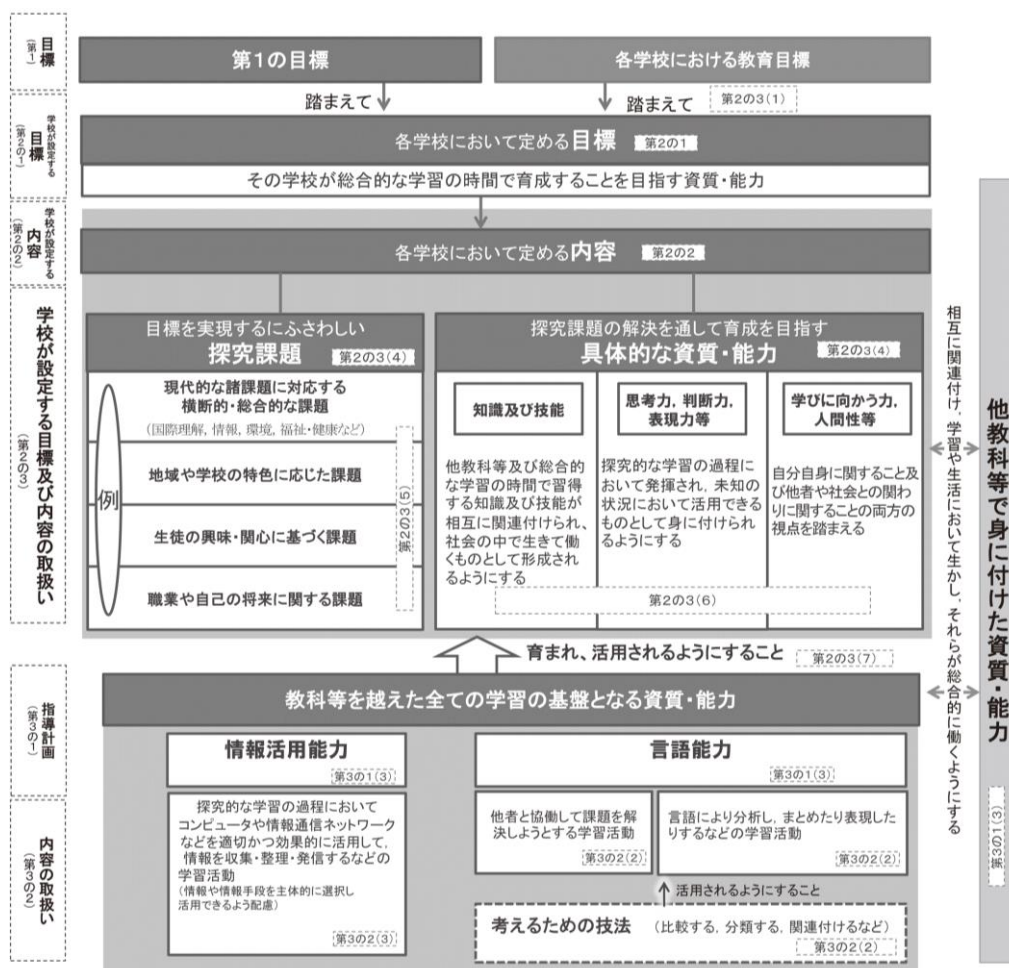 目標
(第1)
第1の目標
各学校における教育目標
踏まえて
踏まえて
第2の3(1)
学校が設定する
目標
(第2の1)
各学校において定める目標 第2の1
その学校が総合的な学習の時間で育成することを目指す資質・能力
学校が設定する
内容
(第2の2)
各学校において定める内容 第2の2
学校が設定する目標及び内容の取扱い
(第2の3)
目標を実現するにふさわしい
探究課題 第2の3(4)
例
現代的な諸課題に対応する
横断的・総合的な課題
(国際理解, 情報, 環境, 福祉・健康など)
地域や学校の特色に応じた課題
生徒の興味・関心に基づく課題
職業や自己の将来に関する課題
第2の3(5)
探究課題の解決を通して育成を目指す
具体的な資質・能力 第2の3(4)
知識及び技能
他教科等及び総合的
な学習の時間で習得
する知識及び技能が
相互に関連付けられ、
社会の中で生きて働
くものとして形成され
るようにする
思考力, 判断力,
表現力等
探究的な学習の過程に
おいて発揮され, 未知の
状況において活用できる
ものとして身に付けられ
るようにする
学びに向かう力,
人間性等
自分自身に関すること及
び他者や社会との関わ
りに関することの両方の
視点を踏まえる
第2の3(6)
育まれ、活用されるようにすること 第2の3(7)
指導計画
(第3の1)
教科等を越えた全ての学習の基盤となる資質・能力
情報活用能力
第3の1(3)
言語能力
第3の1(3)
内容の取扱い
(第3の2)
探究的な学習の過程において
コンピュータや情報通信ネットワーク
などを適切かつ効果的に活用して,
情報を収集・整理・発信するなどの
学習活動
(情報や情報手段を主体的に選択し
活用できるよう配慮)
第3の2(3)
他者と協働して課題を解
決しようとする学習活動
第3の2(2)
言語により分析し, まとめたり表現した
りするなどの学習活動
第3の2(2)
活用されるようにすること
考えるための技法 (比較する, 分類する, 関連付けるなど)
第3の2(2)
相互に関連付け, 学習や生活において生かし, それらが総合的に働くようにする
他教科等で身に付けた資質・能力
第3の1(3)